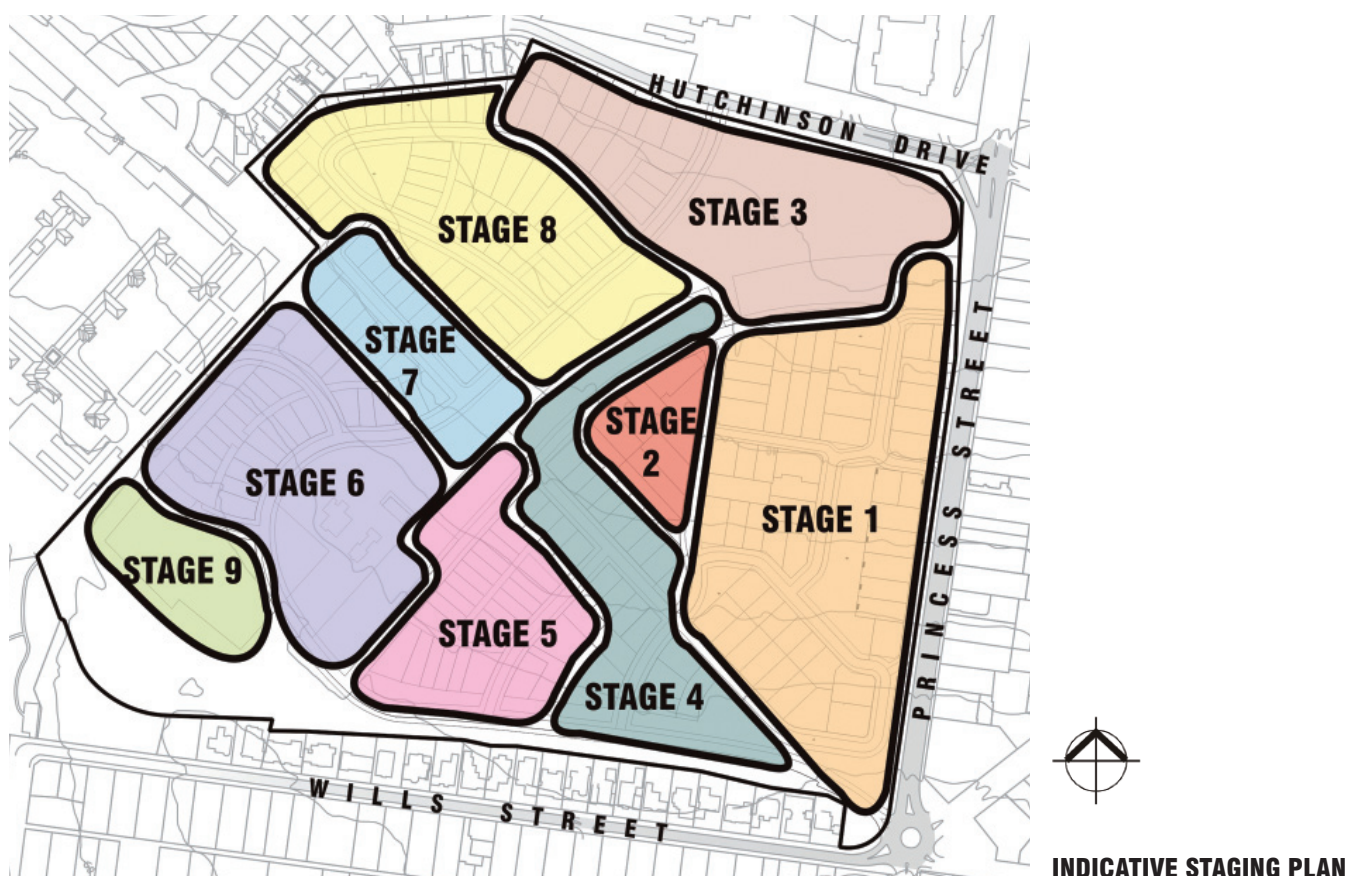 HUTCHINSON DRIVE
STAGE 3
STAGE 8
STAGE
7
STAGE
2
STAGE 6
STAGE 1
STAGE 9
STAGE 5
STAGE 4
PRINCESS STREET
WILLS STREET
INDICATIVE STAGING PLAN